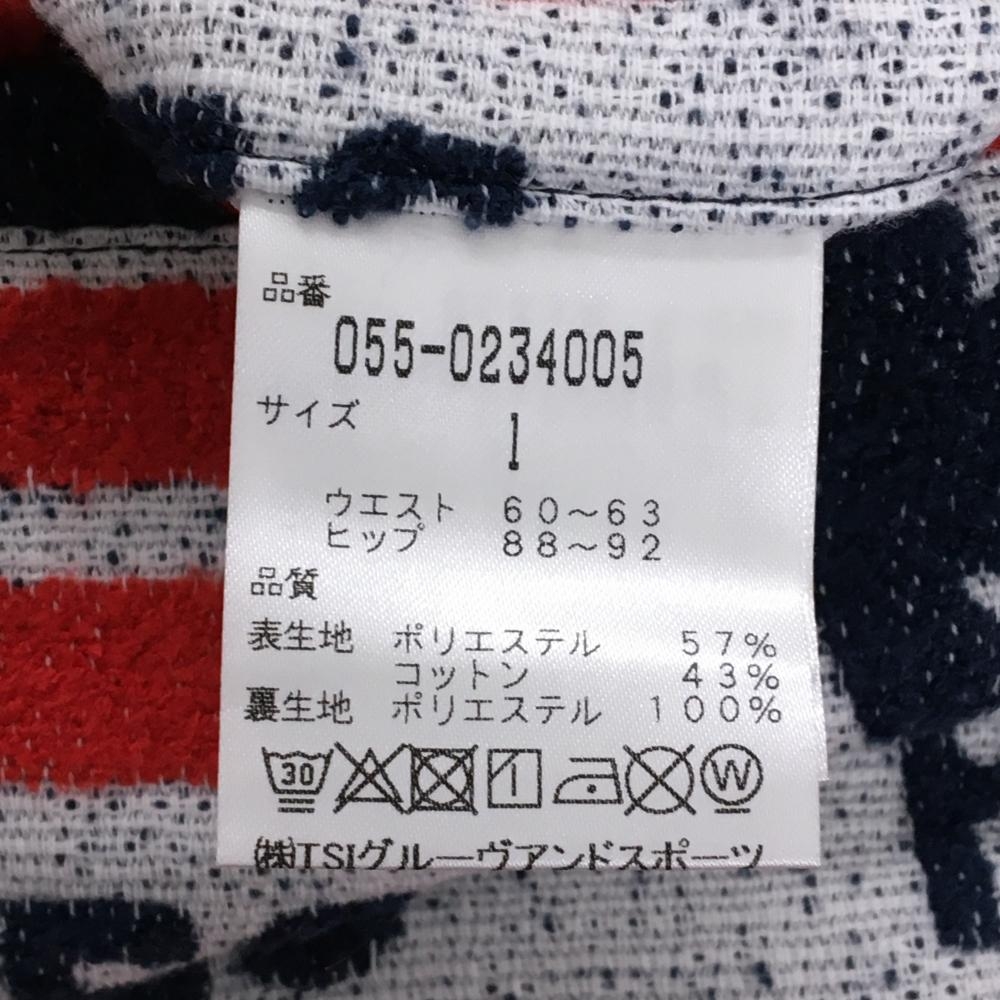 品番
055-0234005
サイズ
1
ウエスト 60〜63
ヒップ 88〜92
品質
表生地 ポリエステル 57%
コットン 43%
裏生地 ポリエステル 100%
30 W
㈱TSIグルーヴアンドスポーツ